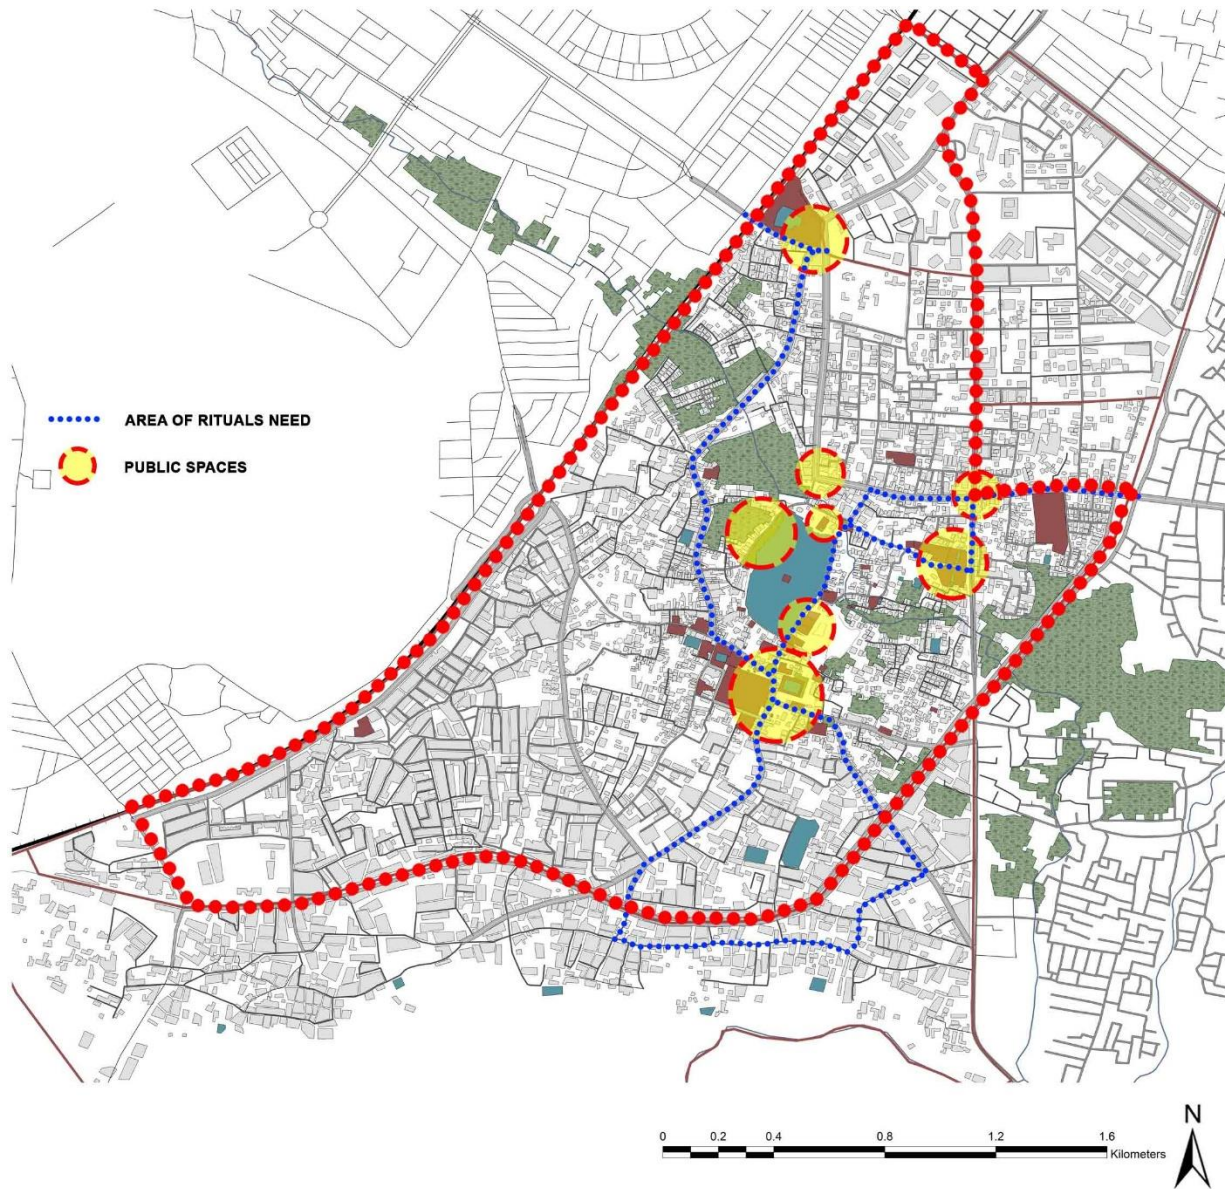 AREA OF RITUALS NEED
PUBLIC SPACES
N
0 0.2 0.4 0.8 1.2 1.6
Kilometers